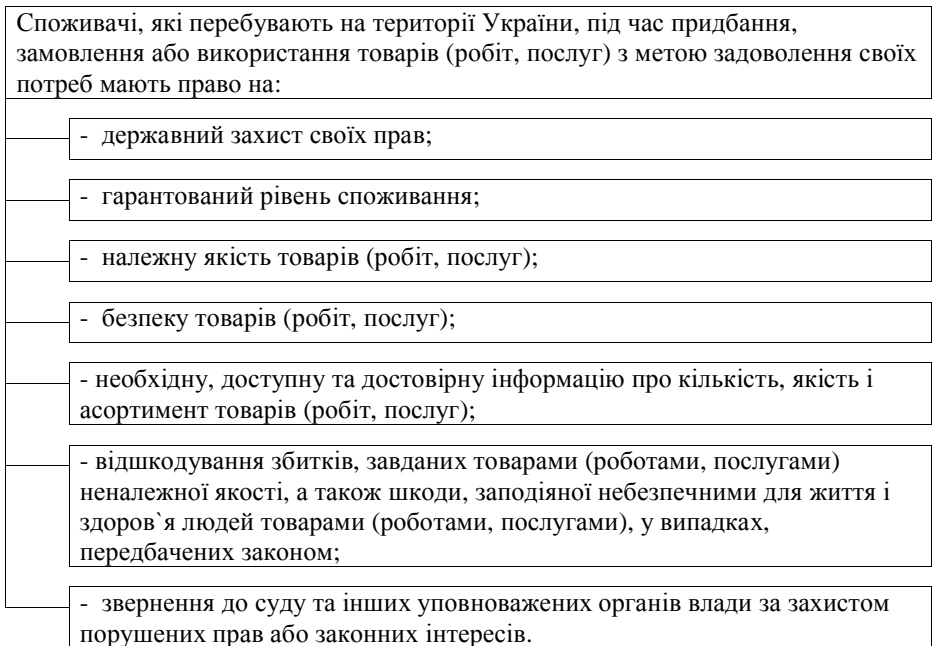 Споживачі, які перебувають на території України, під час придбання,
замовлення або використання товарів (робіт, послуг) з метою задоволення своїх
потреб мають право на:
- державний захист своїх прав;
- гарантований рівень споживання;
- належну якість товарів (робіт, послуг);
- безпеку товарів (робіт, послуг);
- необхідну, доступну та достовірну інформацію про кількість, якість і
асортимент товарів (робіт, послуг);
- відшкодування збитків, завданих товарами (роботами, послугами)
неналежної якості, а також шкоди, заподіяної небезпечними для життя і
здоров`я людей товарами (роботами, послугами), у випадках,
передбачених законом;
- звернення до суду та інших уповноважених органів влади за захистом
порушених прав або законних інтересів.